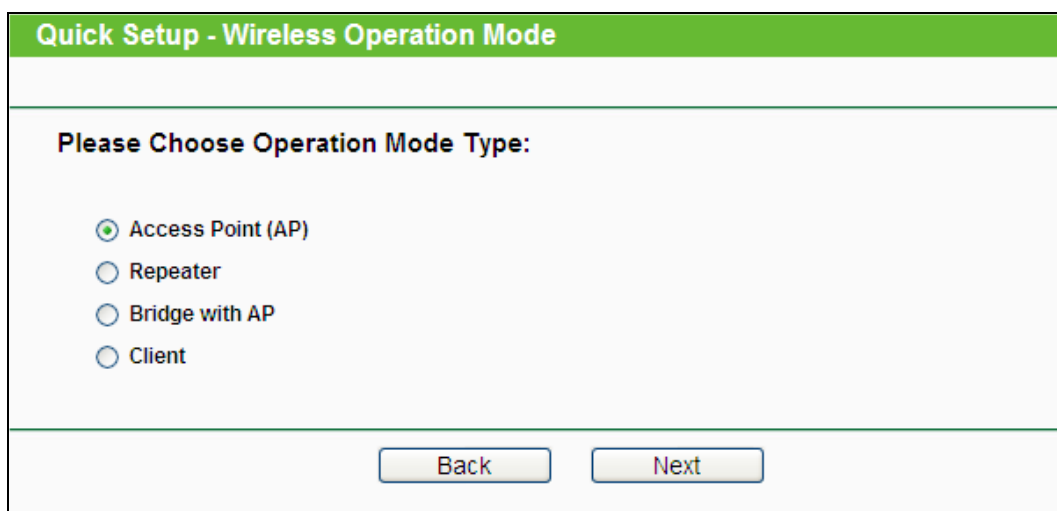 Quick Setup - Wireless Operation Mode
Please Choose Operation Mode Type:
Access Point (AP)
Repeater
Bridge with AP
Client
Back Next